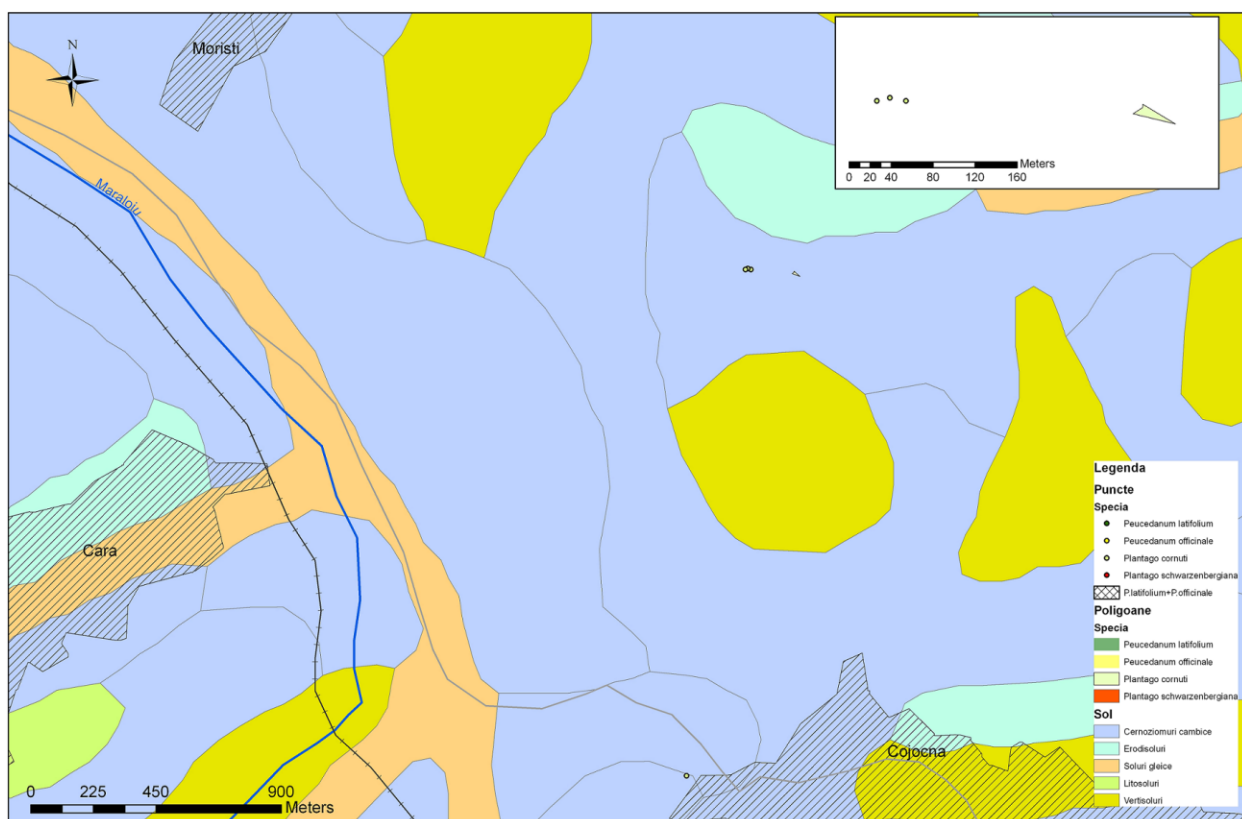 N
Moristi
Maraloiu
Meters
0 20 40 80 120 160
Cara
Cojocna
0 225 450 900
Meters
Legenda
Puncte
Specia
Peucedanum latifolium
Peucedanum officinale
Plantago cornuti
Plantago schwarzenbergiana
P.latifolium+P.officinale
Poligoane
Specia
Peucedanum latifolium
Peucedanum officinale
Plantago cornuti
Plantago schwarzenbergiana
Sol
Cernoziomuri cambice
Erodisoluri
Soluri gleice
Litosoluri
Vertisoluri